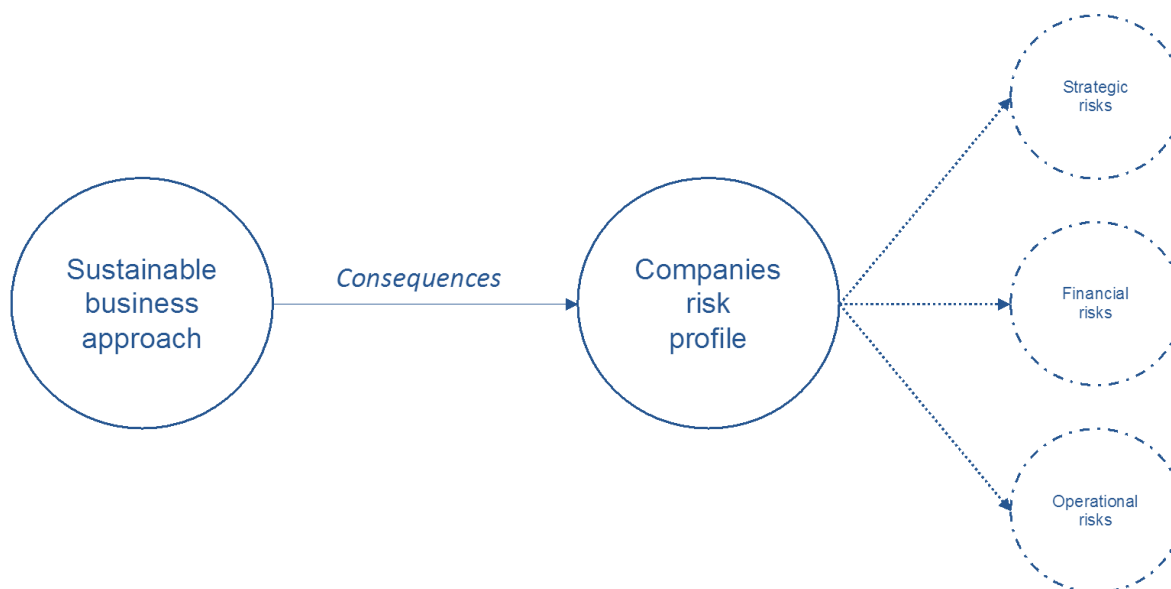 Sustainable
business
approach
Consequences
Companies
risk
profile
Strategic
risks
Financial
risks
Operational
risks